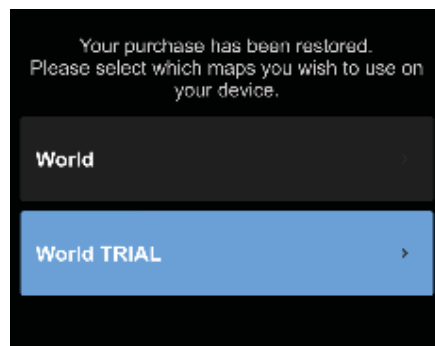 Your purchase has been restored.
Please select which maps you wish to use on
your device.
World
World TRIAL